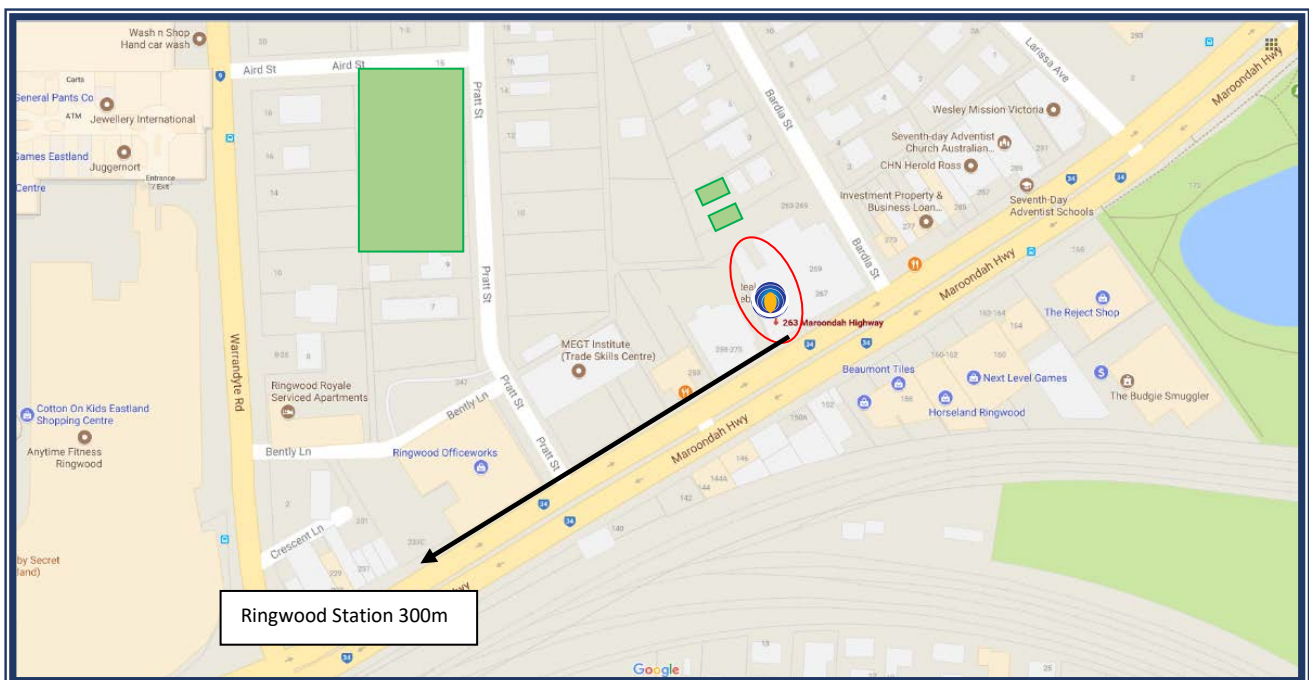 Wash n Shop
Hand car wash
Aird St
Aird St
Carts
General Pants Co
ATM
Jewellery International
Games Eastland
Juggernort
Centre
Entrance
/ Exit
Pratt St
Bardia St
Larissa Ave
Maroondah Hwy
Wesley Mission Victoria
Seventh-day Adventist
Church Australian...
CHN Herold Ross
Investment Property &
Business Loan...
Seventh-Day
Adventist Schools
Bardia St
Maroondah Hwy
263 Maroondah Highway
The Reject Shop
Pratt St
Warrandyte Rd
MEGT Institute
(Trade Skills Centre)
Beaumont Tiles
Next Level Games
Horseland Ringwood
The Budgie Smuggler
Ringwood Royale
Serviced Apartments
Bently Ln
Pratt St
Cotton On Kids Eastland
Shopping Centre
Anytime Fitness
Ringwood
Bently Ln
Ringwood Officeworks
Pratt St
Maroondah Hwy
Crescent Ln
by Secret
land)
Ringwood Station 300m
Google